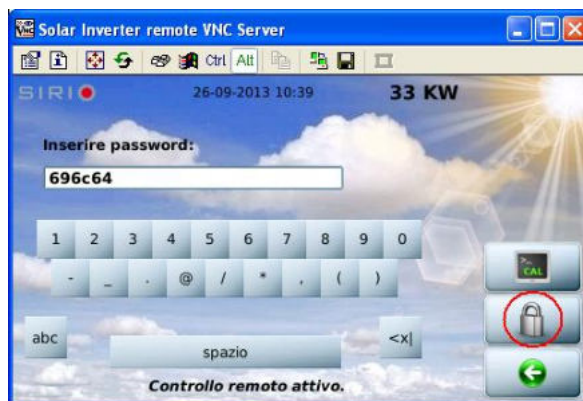 Solar Inverter remote VNC Server
Ctrl Alt
SIRIO 26-09-2013 10:39 33 KW
Inserire password:
696c64
1 2 3 4 5 6 7 8 9 0
- _ . @ / * , ( )
>_ CAL
abc spazio <x|
Controllo remoto attivo.